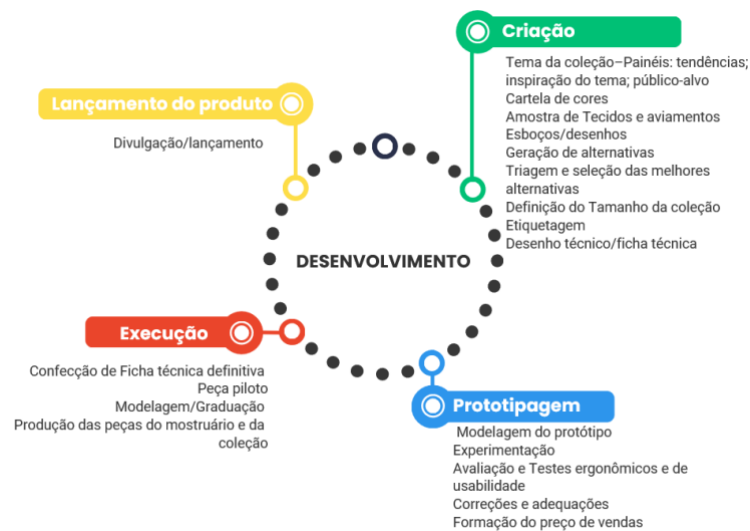 Criação
Tema da coleção–Painéis: tendências;
inspiração do tema; público-alvo
Cartela de cores
Amostra de Tecidos e aviamentos
Esboços/desenhos
Geração de alternativas
Triagem e seleção das melhores
alternativas
Definição do Tamanho da coleção
Etiquetagem
Desenho técnico/ficha técnica
Lançamento do produto
Divulgação/lançamento
DESENVOLVIMENTO
Execução
Confecção de Ficha técnica definitiva
Peça piloto
Modelagem/Graduação
Produção das peças do mostruário e da
coleção
Prototipagem
Modelagem do protótipo
Experimentação
Avaliação e Testes ergonômicos e de
usabilidade
Correções e adequações
Formação do preço de vendas